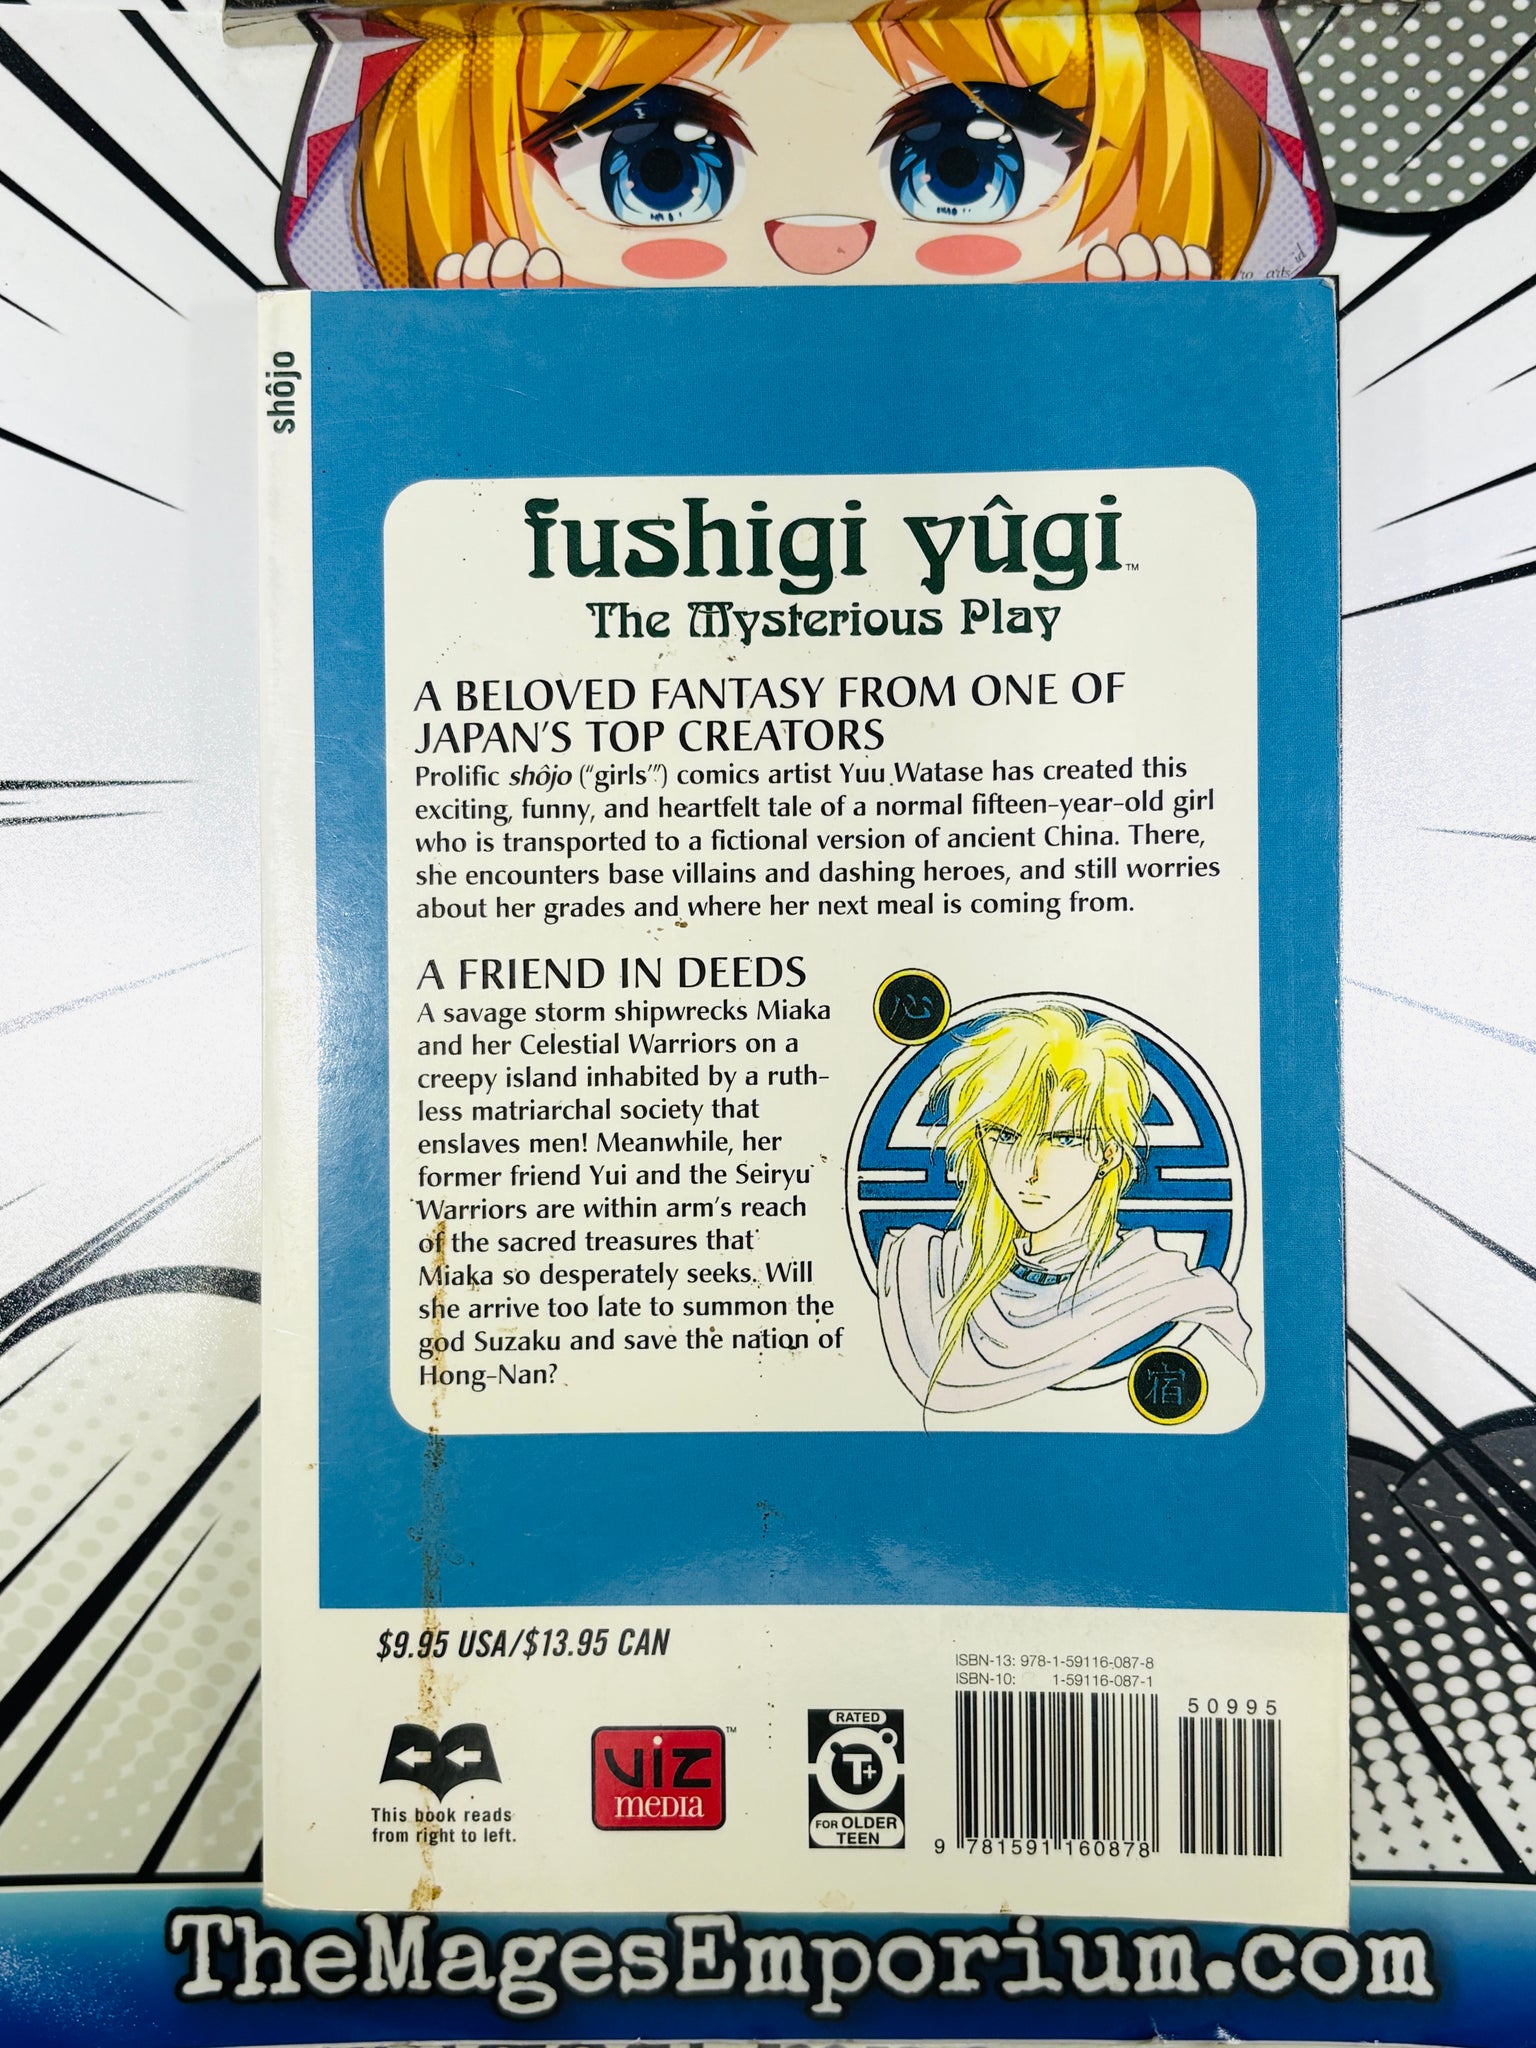 shôjo
fushigi yûgi™
The Mysterious Play
A BELOVED FANTASY FROM ONE OF
JAPAN'S TOP CREATORS
Prolific shôjo ("girls'") comics artist Yuu Watase has created this
exciting, funny, and heartfelt tale of a normal fifteen-year-old girl
who is transported to a fictional version of ancient China. There,
she encounters base villains and dashing heroes, and still worries
about her grades and where her next meal is coming from.
A FRIEND IN DEEDS
A savage storm shipwrecks Miaka
and her Celestial Warriors on a
creepy island inhabited by a ruth-
less matriarchal society that
enslaves men! Meanwhile, her
former friend Yui and the Seiryu
Warriors are within arm's reach
of the sacred treasures that
Miaka so desperately seeks. Will
she arrive too late to summon the
god Suzaku and save the nation of
Hong-Nan?
心
宿
$9.95 USA/$13.95 CAN
This book reads
from right to left.
VIZ
MEDIA
™
RATED
T+
FOR OLDER
TEEN
ISBN-13: 978-1-59116-087-8
ISBN-10: 1-59116-087-1
50995
9 781591 160878
TheMagesEmporium.com